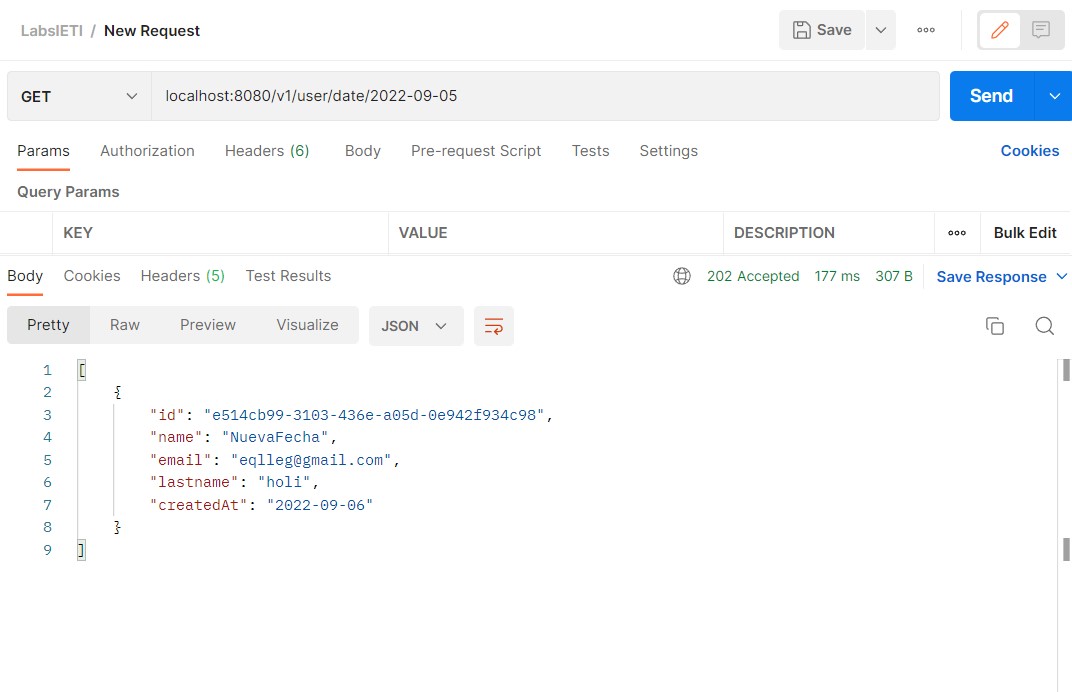 LabsIETI / New Request
Save
GET
localhost:8080/v1/user/date/2022-09-05
Send
Params Authorization Headers (6) Body Pre-request Script Tests Settings Cookies
Query Params
KEY VALUE DESCRIPTION Bulk Edit
Body Cookies Headers (5) Test Results 202 Accepted 177 ms 307 B Save Response
Pretty Raw Preview Visualize JSON
1 [
2 {
3 "id": "e514cb99-3103-436e-a05d-0e942f934c98",
4 "name": "NuevaFecha",
5 "email": "eqlleg@gmail.com",
6 "lastname": "holi",
7 "createdAt": "2022-09-06"
8 }
9 ]